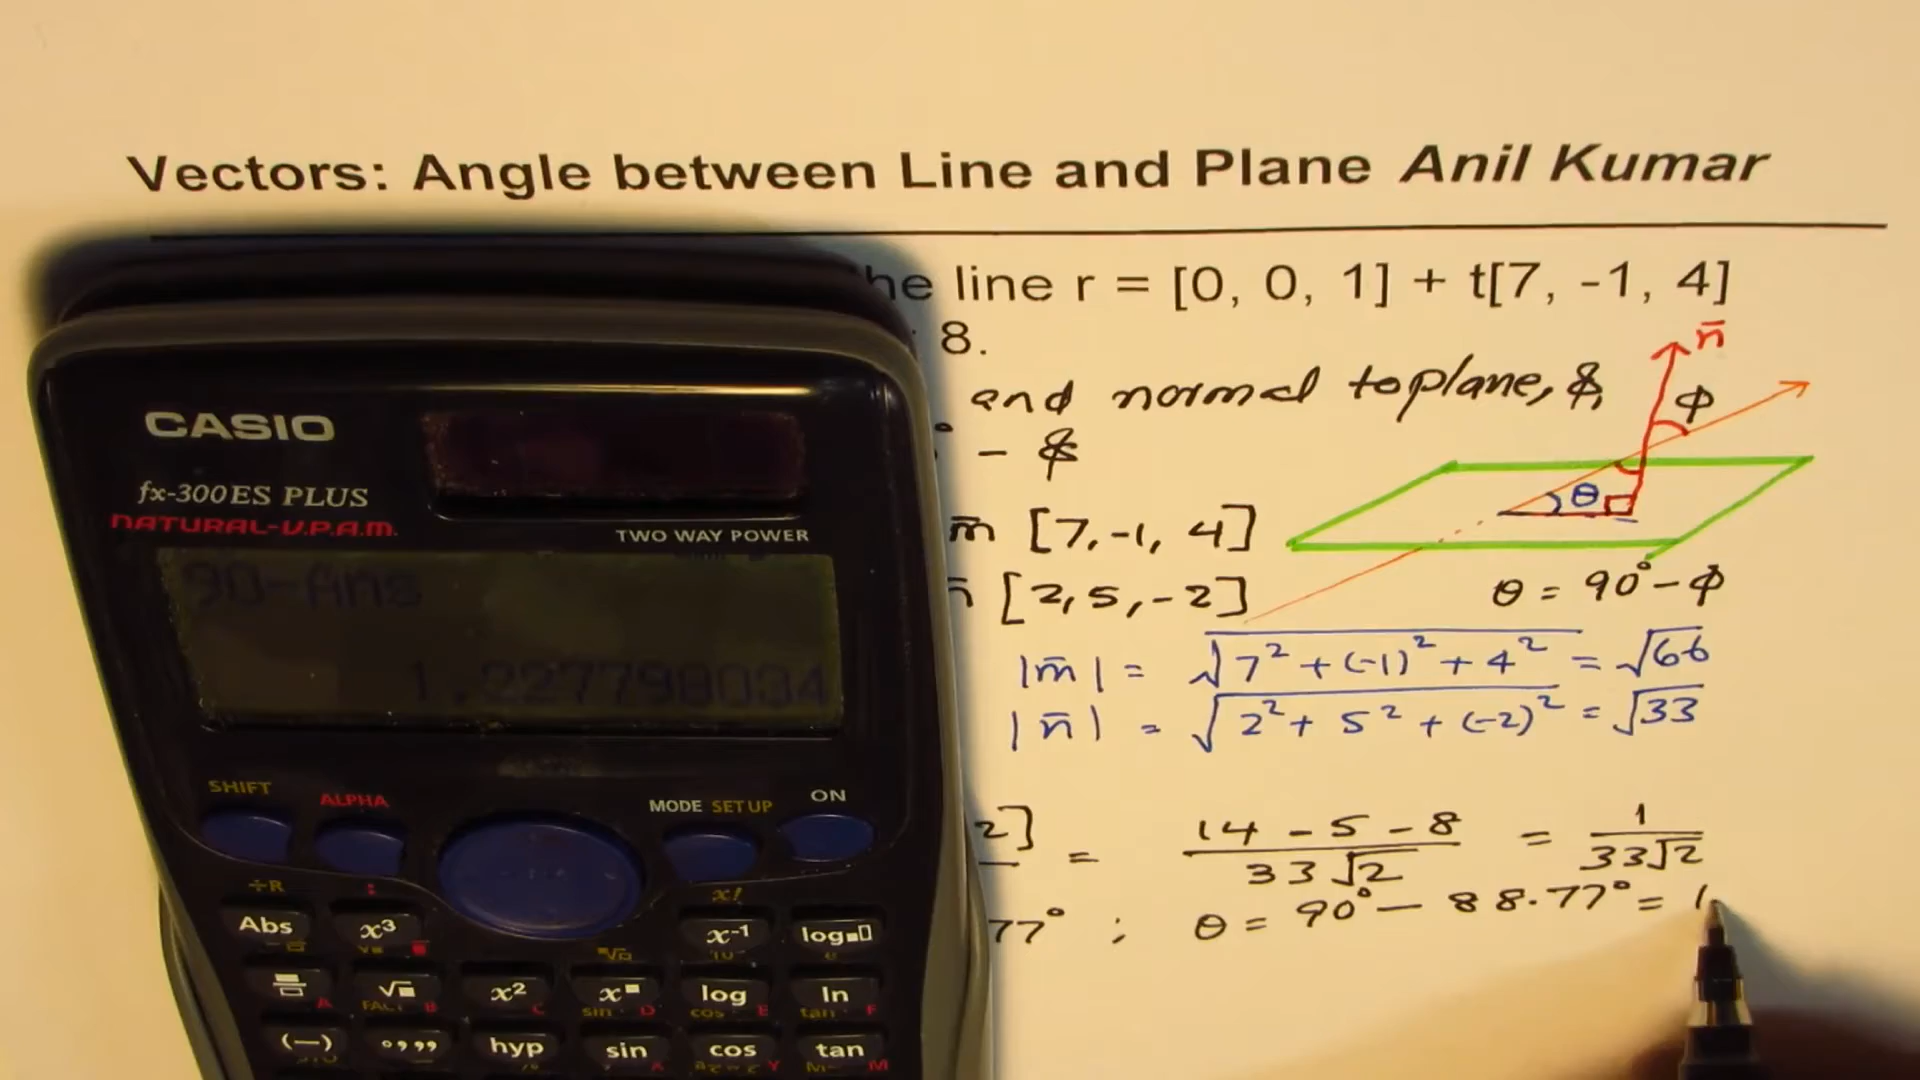 Vectors: Angle between Line and Plane Anil Kumar
he line r = [0, 0, 1] + t[7, -1, 4]
8.
n̄
and normal to plane, ϕ,
ϕ
° - ϕ
m̄ [7, -1, 4]
θ
n̄ [2, 5, -2]
θ = 90° - ϕ
|m̄| = √7² + (-1)² + 4² = √66
|n̄| = √2² + 5² + (-2)² = √33
2] = 14 - 5 - 8 / 33√2 = 1 / 33√2
77° ; θ = 90° - 88.77° = 1.
CASIO
fx-300ES PLUS
NATURAL-V.P.A.M.
TWO WAY POWER
90-Ans
1.227798034
SHIFT ALPHA MODE SETUP ON
÷R : x!
Abs x³ x⁻¹ log
√ x² x■ log ln
(-) °,,, hyp sin cos tan